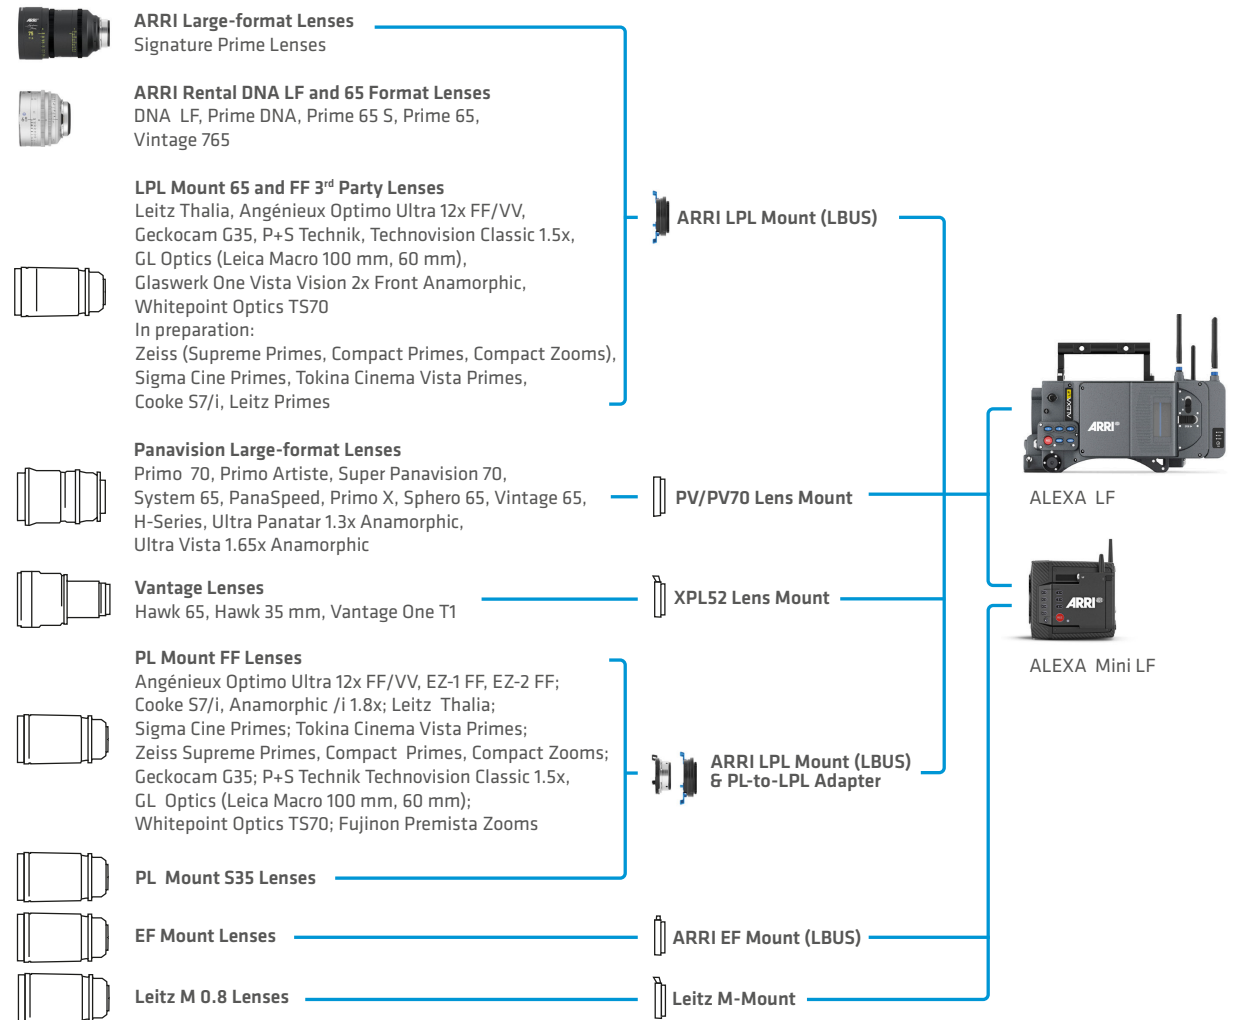 ARRI Large-format Lenses
Signature Prime Lenses
ARRI Rental DNA LF and 65 Format Lenses
DNA LF, Prime DNA, Prime 65 S, Prime 65,
Vintage 765
LPL Mount 65 and FF 3rd Party Lenses
Leitz Thalia, Angénieux Optimo Ultra 12x FF/VV,
Geckocam G35, P+S Technik, Technovision Classic 1.5x,
GL Optics (Leica Macro 100 mm, 60 mm),
Glaswerk One Vista Vision 2x Front Anamorphic,
Whitepoint Optics TS70
In preparation:
Zeiss (Supreme Primes, Compact Primes, Compact Zooms),
Sigma Cine Primes, Tokina Cinema Vista Primes,
Cooke S7/i, Leitz Primes
ARRI LPL Mount (LBUS)
Panavision Large-format Lenses
Primo 70, Primo Artiste, Super Panavision 70,
System 65, PanaSpeed, Primo X, Sphero 65, Vintage 65,
H-Series, Ultra Panatar 1.3x Anamorphic,
Ultra Vista 1.65x Anamorphic
PV/PV70 Lens Mount
Vantage Lenses
Hawk 65, Hawk 35 mm, Vantage One T1
XPL52 Lens Mount
PL Mount FF Lenses
Angénieux Optimo Ultra 12x FF/VV, EZ-1 FF, EZ-2 FF;
Cooke S7/i, Anamorphic /i 1.8x; Leitz Thalia;
Sigma Cine Primes; Tokina Cinema Vista Primes;
Zeiss Supreme Primes, Compact Primes, Compact Zooms;
Geckocam G35; P+S Technik Technovision Classic 1.5x,
GL Optics (Leica Macro 100 mm, 60 mm);
Whitepoint Optics TS70; Fujinon Premista Zooms
ARRI LPL Mount (LBUS)
& PL-to-LPL Adapter
PL Mount S35 Lenses
EF Mount Lenses
ARRI EF Mount (LBUS)
Leitz M 0.8 Lenses
Leitz M-Mount
ARRI
ALEXA
ARRI
ALEXA LF
ARRI
ALEXA Mini LF